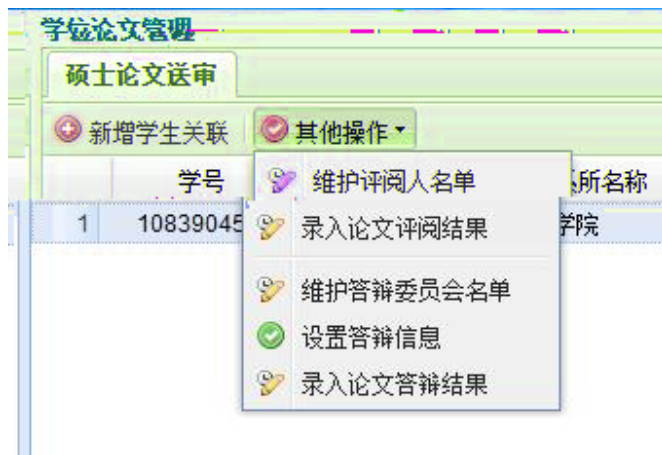 学位论文管理
硕士论文送审
新增学生关联 其他操作
学号 系所名称
1 10839045 学院
维护评阅人名单
录入论文评阅结果
维护答辩委员会名单
设置答辩信息
录入论文答辩结果